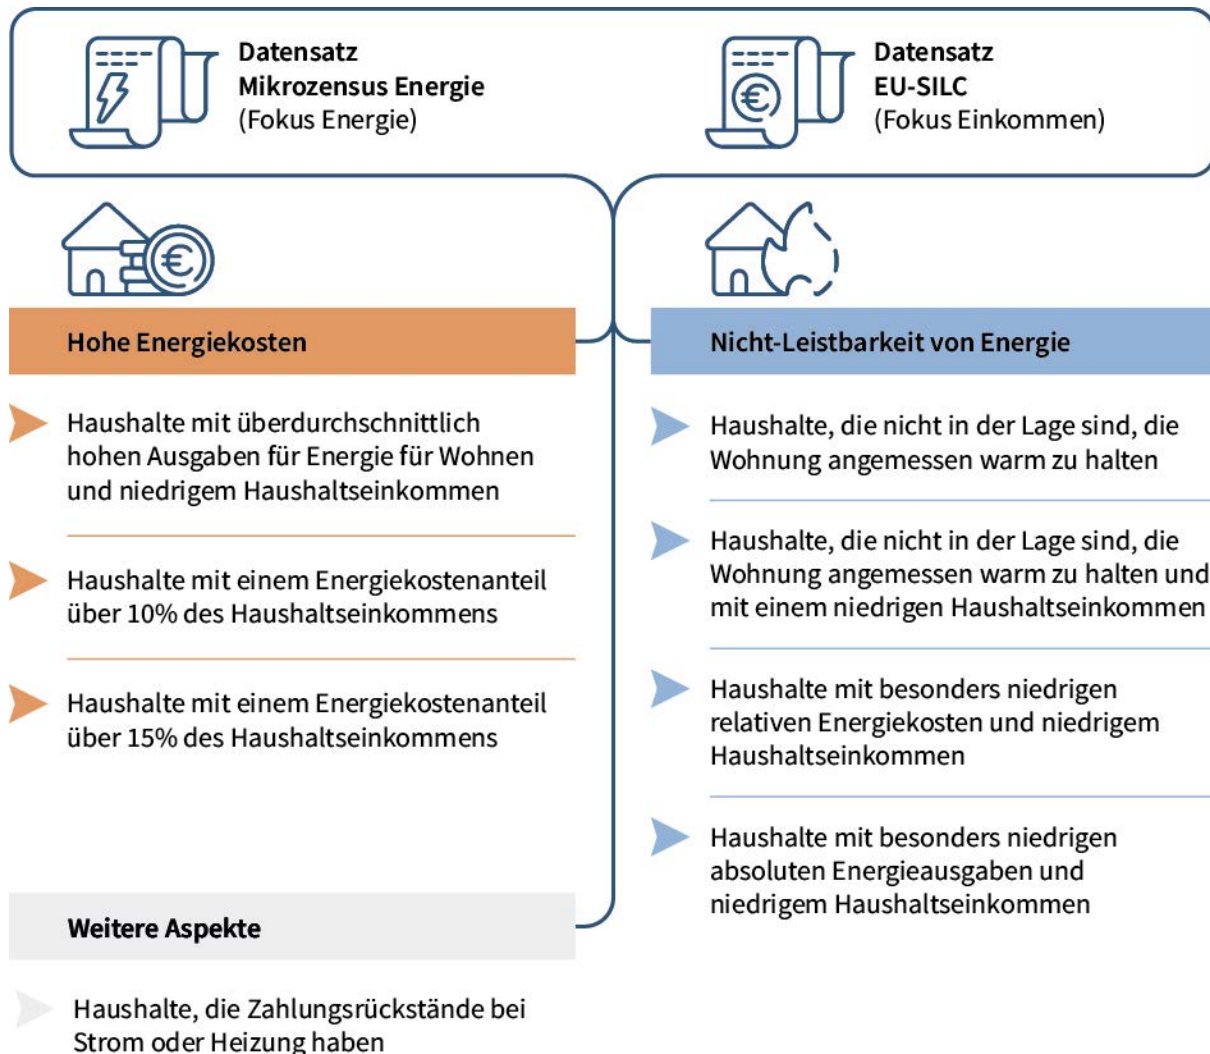 Datensatz
Mikrozensus Energie
(Fokus Energie)
Datensatz
EU-SILC
(Fokus Einkommen)
Hohe Energiekosten
Haushalte mit überdurchschnittlich
hohen Ausgaben für Energie für Wohnen
und niedrigem Haushaltseinkommen
Haushalte mit einem Energiekostenanteil
über 10% des Haushaltseinkommens
Haushalte mit einem Energiekostenanteil
über 15% des Haushaltseinkommens
Weitere Aspekte
Haushalte, die Zahlungsrückstände bei
Strom oder Heizung haben
Nicht-Leistbarkeit von Energie
Haushalte, die nicht in der Lage sind, die
Wohnung angemessen warm zu halten
Haushalte, die nicht in der Lage sind, die
Wohnung angemessen warm zu halten und
mit einem niedrigen Haushaltseinkommen
Haushalte mit besonders niedrigen
relativen Energiekosten und niedrigem
Haushaltseinkommen
Haushalte mit besonders niedrigen
absoluten Energieausgaben und
niedrigem Haushaltseinkommen